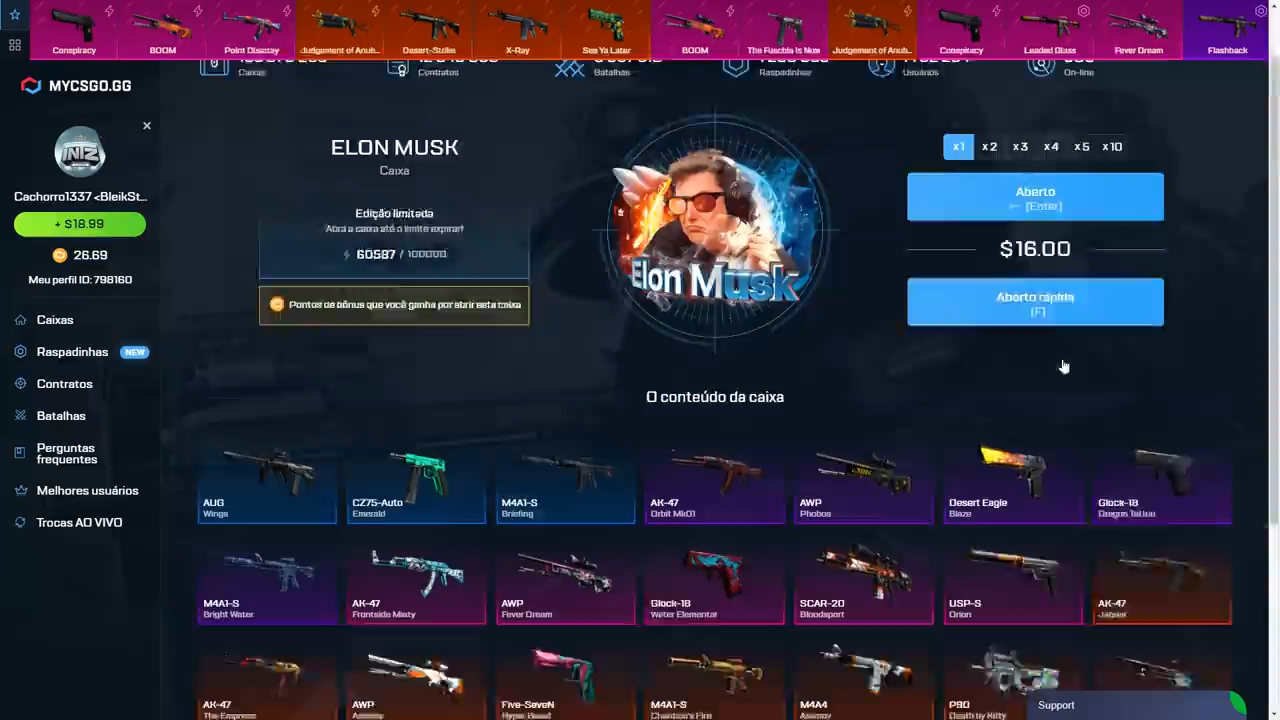 Conspiracy
BOOM
Point Disarray
Judgement of Anub...
Desert-Strike
X-Ray
See Ya Later
BOOM
The Fuschia Is Now
Judgement of Anub...
Conspiracy
Leaded Glass
Fever Dream
Flashback
Caixas
Contratos
Batalhas
Raspadinhas
Usuários
On-line
MYCSGO.GG
Cachorro1337 <BleikSt...
+ $18.99
26.69
Meu perfil ID: 798160
Caixas
Raspadinhas NEW
Contratos
Batalhas
Perguntas
frequentes
Melhores usuários
Trocas AO VIVO
ELON MUSK
Caixa
Edição limitada
Abra a caixa até o limite expirar!
60587 / 100000
Pontos de bônus que você ganha por abrir esta caixa
Elon Musk
x1 x2 x3 x4 x5 x10
Aberto
[Enter]
$16.00
Aberto rápida
[F]
O conteúdo da caixa
AUG
Wings
CZ75-Auto
Emerald
M4A1-S
Briefing
AK-47
Orbit Mk01
AWP
Phobos
Desert Eagle
Blaze
Glock-18
Dragon Tattoo
M4A1-S
Bright Water
AK-47
Frontside Misty
AWP
Fever Dream
Glock-18
Water Elemental
SCAR-20
Bloodsport
USP-S
Orion
AK-47
Jaguar
AK-47
The Empress
AWP
Asiimov
Five-SeveN
Hyper Beast
M4A1-S
Chantico's Fire
M4A4
Asiimov
P90
Death by Kitty
Support